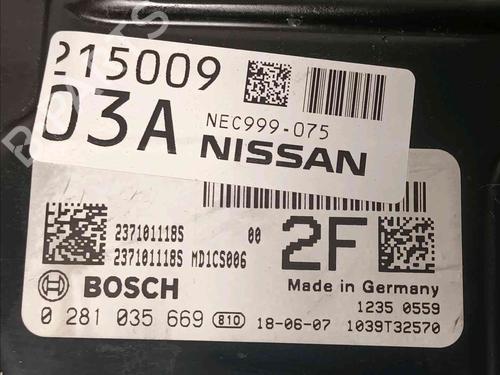 215009
03A NEC999-075
NISSAN
237101118S 00
237101118S MD1CS006
2F
BOSCH Made in Germany
1235 0559
0 281 035 669 810 18-06-07 1039T32570